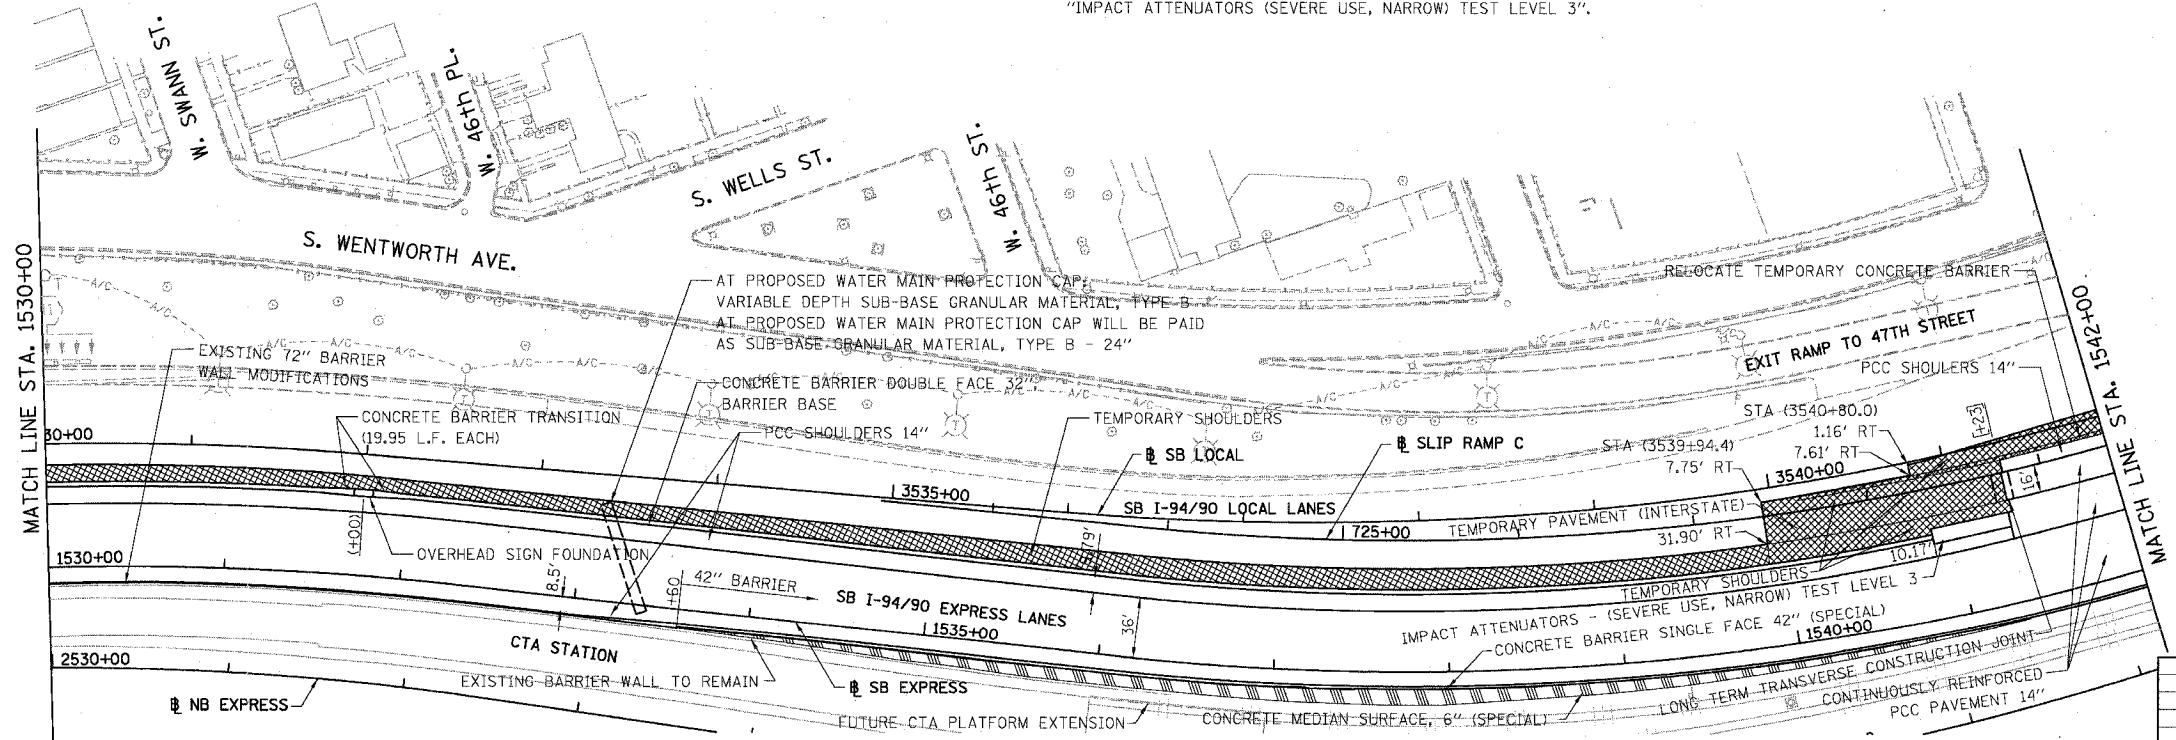 "IMPACT ATTENUATORS (SEVERE USE, NARROW) TEST LEVEL 3".
W. SWANN ST.
W. 46th PL.
S. WELLS ST.
W. 46th ST.
S. WENTWORTH AVE.
MATCH LINE STA. 1530+00
AT PROPOSED WATER MAIN PROTECTION CAP,
VARIABLE DEPTH SUB-BASE GRANULAR MATERIAL, TYPE B
AT PROPOSED WATER MAIN PROTECTION CAP WILL BE PAID
AS SUB-BASE GRANULAR MATERIAL, TYPE B - 24"
RELOCATE TEMPORARY CONCRETE BARRIER
EXIT RAMP TO 47TH STREET
MATCH LINE STA. 1542+00
A/C
A/C
A/C
A/C
A/C
A/C
A/C
A/C
A/C
A/C
A/C
A/C
EXISTING 72" BARRIER
WALL MODIFICATIONS
CONCRETE BARRIER DOUBLE FACE 32",
BARRIER BASE
CONCRETE BARRIER TRANSITION
(19.95 L.F. EACH)
PCC SHOULDERS 14"
TEMPORARY SHOULDERS
℄ SB LOCAL
℄ SLIP RAMP C
PCC SHOULERS 14"
STA (3540+80.0)
1.16' RT
7.61' RT
STA (3539+94.4)
7.75' RT
(+23)
30+00
3535+00
3540+00
SB I-94/90 LOCAL LANES
725+00
TEMPORARY PAVEMENT (INTERSTATE)
31.90' RT
16'
10.17'
(+00)
OVERHEAD SIGN FOUNDATION
1530+00
8.5'
+60
42" BARRIER
SB I-94/90 EXPRESS LANES
1535+00
36'
TEMPORARY SHOULDERS
IMPACT ATTENUATORS - (SEVERE USE, NARROW) TEST LEVEL 3
CONCRETE BARRIER SINGLE FACE 42" (SPECIAL)
1540+00
CTA STATION
2530+00
℄ NB EXPRESS
EXISTING BARRIER WALL TO REMAIN
℄ SB EXPRESS
FUTURE CTA PLATFORM EXTENSION
CONCRETE MEDIAN SURFACE, 6" (SPECIAL)
LONG TERM TRANSVERSE CONSTRUCTION JOINT
CONTINUOUSLY REINFORCED
PCC PAVEMENT 14"